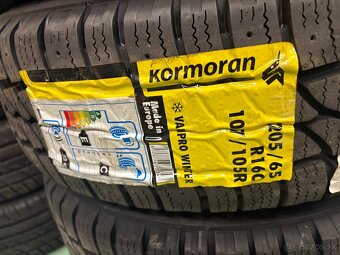 KORMORAN
Made in
Europe
E
C
VANPRO WINTER
205/65
R16C
107/105R